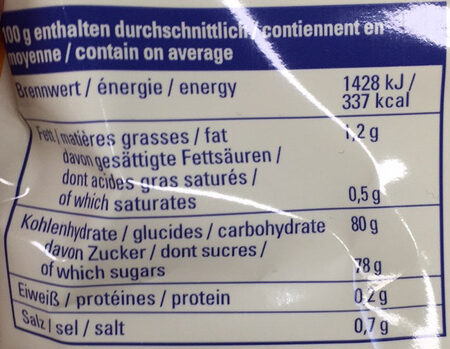 100 g enthalten durchschnittlich / contiennent en
moyenne / contain on average
Brennwert / énergie / energy 1428 kJ /
337 kcal
Fett / matières grasses / fat 1,2 g
davon gesättigte Fettsäuren /
dont acides gras saturés /
of which saturates 0,5 g
Kohlenhydrate / glucides / carbohydrate 80 g
davon Zucker / dont sucres /
of which sugars 78 g
Eiweiß / protéines / protein 0,2 g
Salz / sel / salt 0,7 g